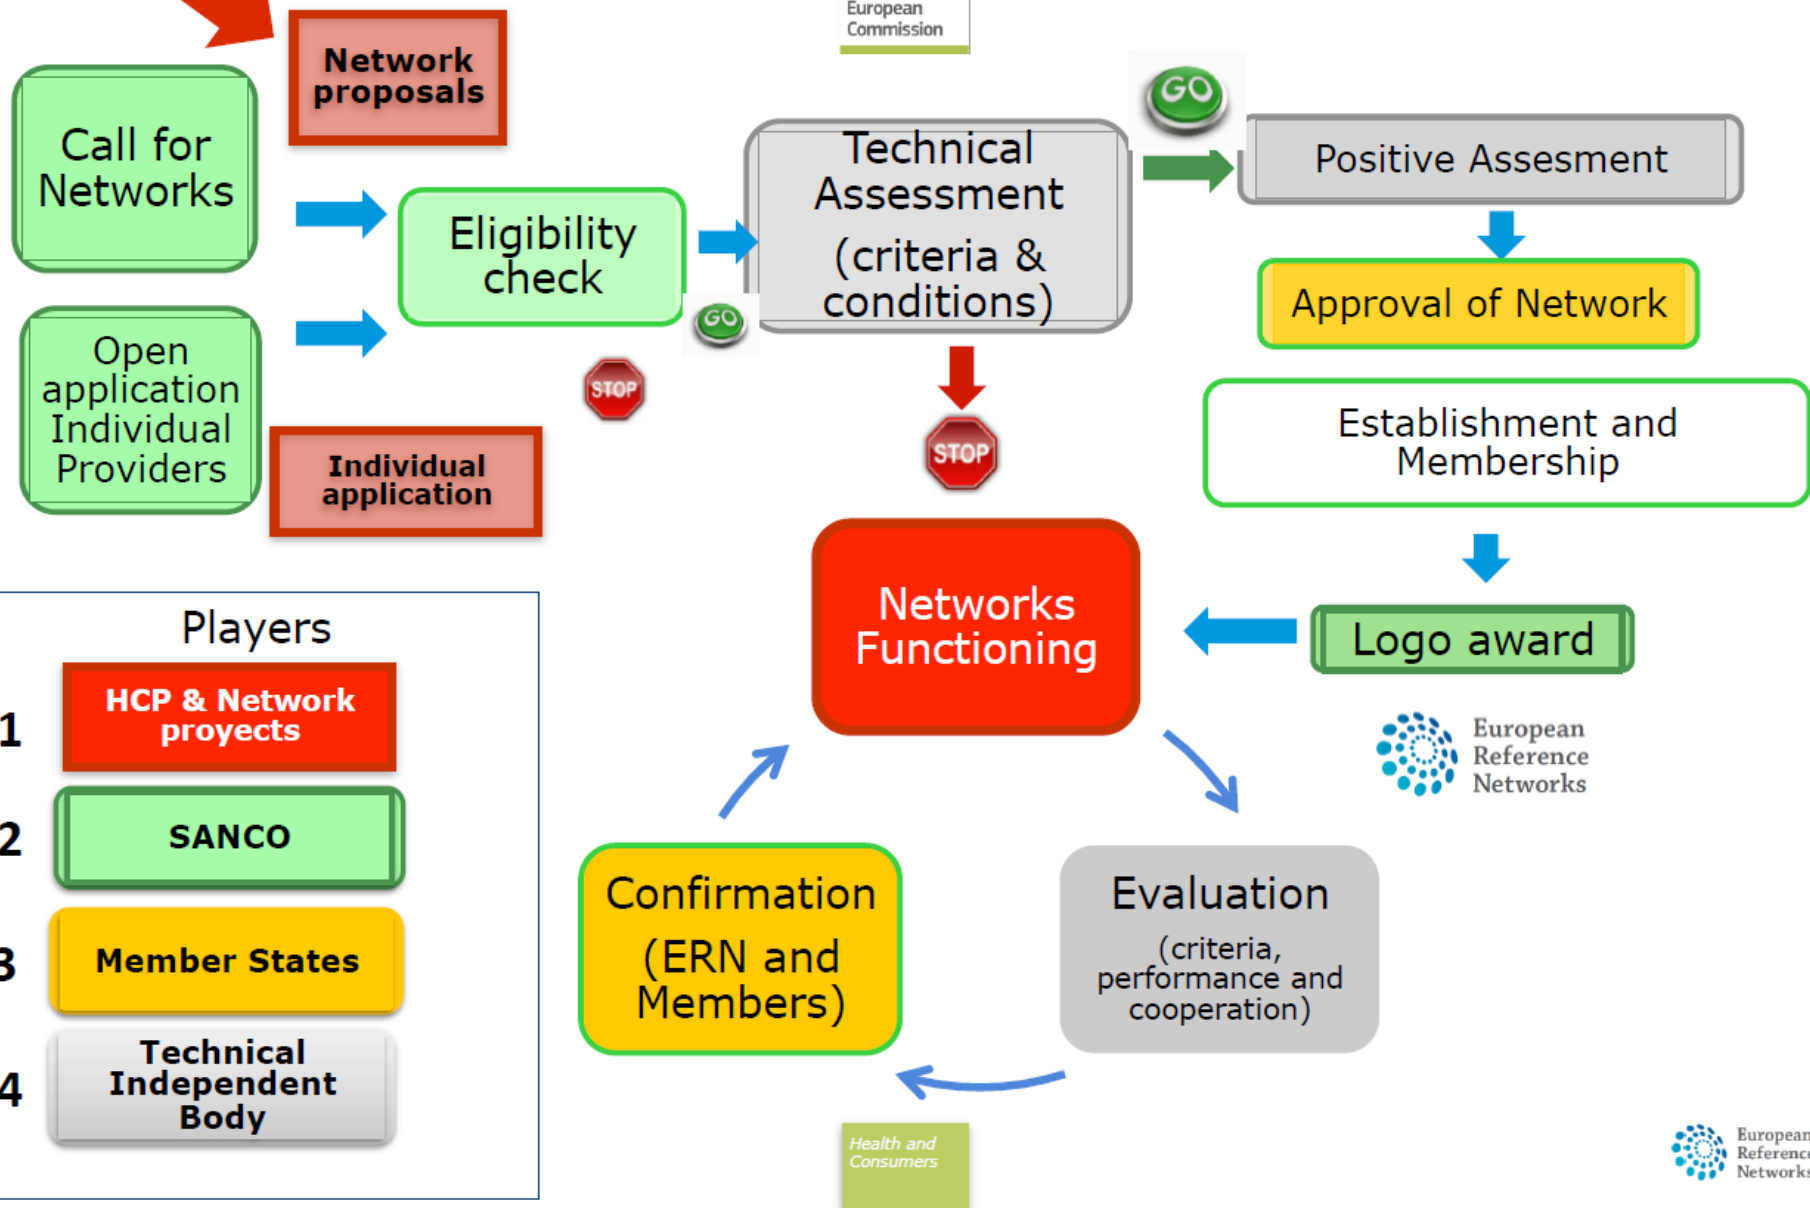 European
Commission
Network
proposals
GO
Call for
Networks
Technical
Assessment
(criteria &
conditions)
Positive Assesment
Eligibility
check
GO
Approval of Network
Open
application
Individual
Providers
STOP
STOP
Individual
application
Establishment and
Membership
Networks
Functioning
Logo award
European
Reference
Networks
Players
1
HCP & Network
proyects
2
SANCO
3
Member States
4
Technical
Independent
Body
Confirmation
(ERN and
Members)
Evaluation
(criteria,
performance and
cooperation)
Health and
Consumers
European
Reference
Networks